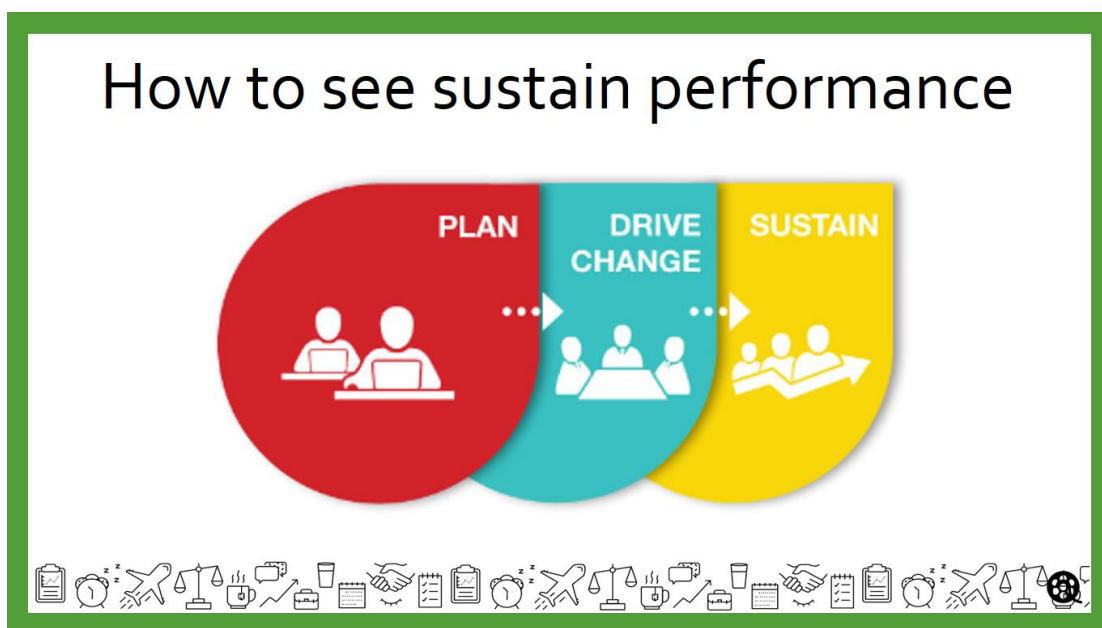 How to see sustain performance
PLAN
DRIVE
CHANGE
SUSTAIN
z z
z
z z
z
z z
z